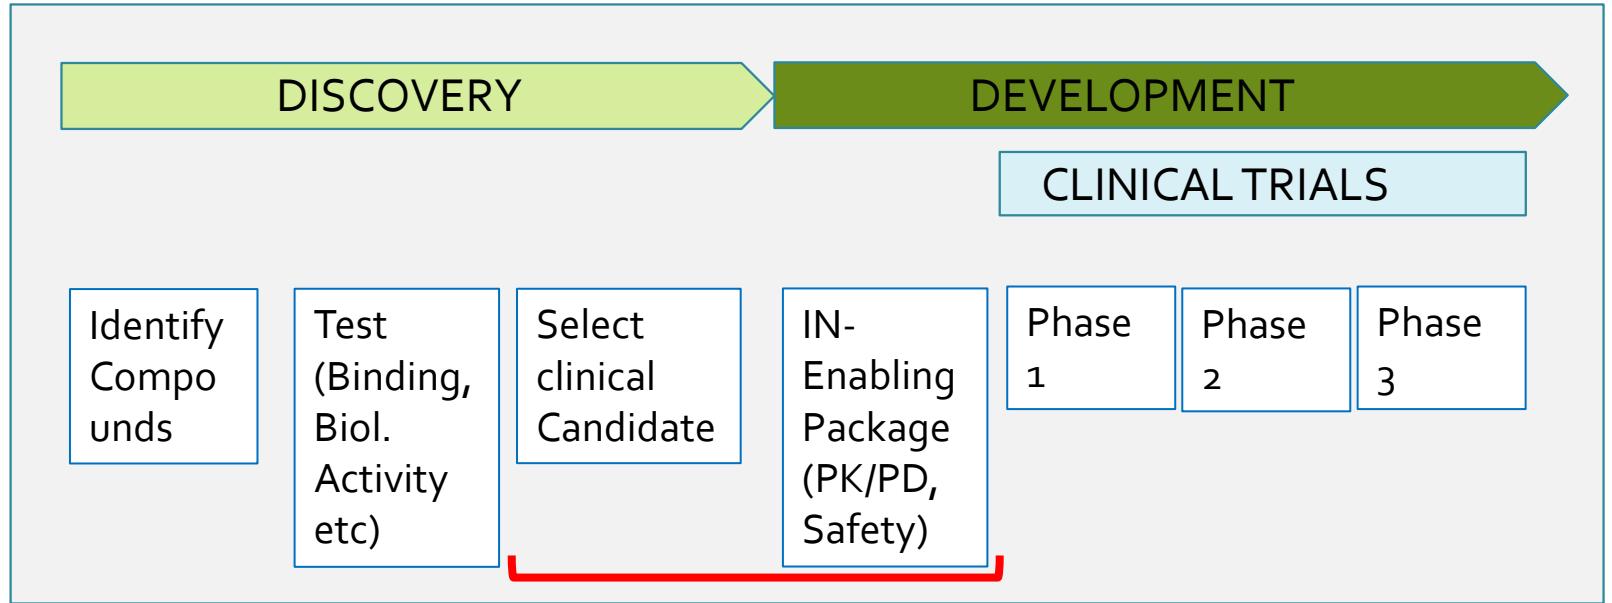 DISCOVERY
DEVELOPMENT
CLINICAL TRIALS
Identify
Compo
unds
Test
(Binding,
Biol.
Activity
etc)
Select
clinical
Candidate
IN-
Enabling
Package
(PK/PD,
Safety)
Phase
1
Phase
2
Phase
3